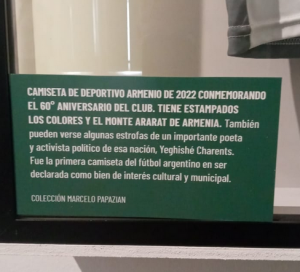 CAMISETA DE DEPORTIVO ARMENIO DE 2022 CONMEMORANDO
EL 60° ANIVERSARIO DEL CLUB. TIENE ESTAMPADOS
LOS COLORES Y EL MONTE ARARAT DE ARMENIA. También
pueden verse algunas estrofas de un importante poeta
y activista político de esa nación, Yeghishé Charents.
Fue la primera camiseta del fútbol argentino en ser
declarada como bien de interés cultural y municipal.
COLECCIÓN MARCELO PAPAZIAN